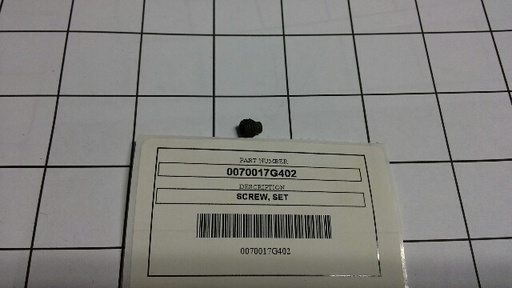 PART NUMBER
0070017G402
DESCRIPTION
SCREW, SET
0070017G402